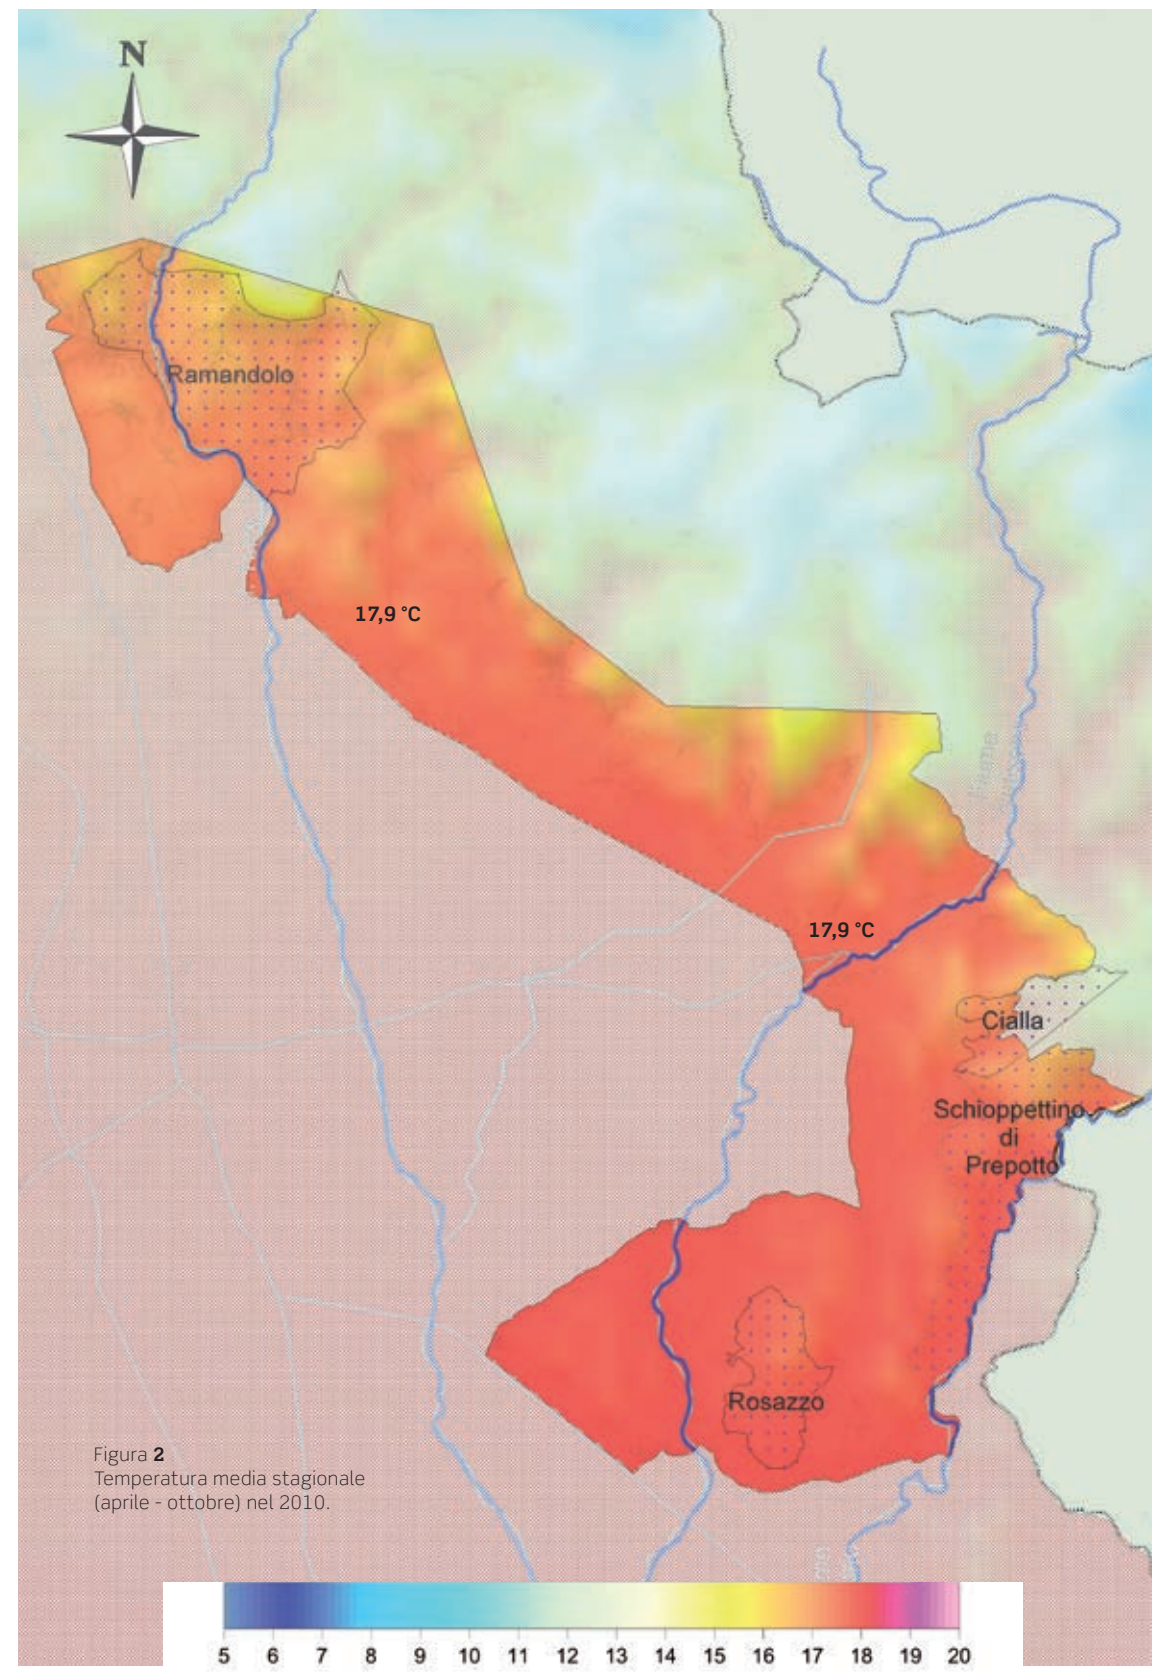 N
Ramandolo
17,9 °C
17,9 °C
Cialla
Schioppettino
di
Prepotto
Rosazzo
Figura 2
Temperatura media stagionale
(aprile - ottobre) nel 2010.
5 6 7 8 9 10 11 12 13 14 15 16 17 18 19 20